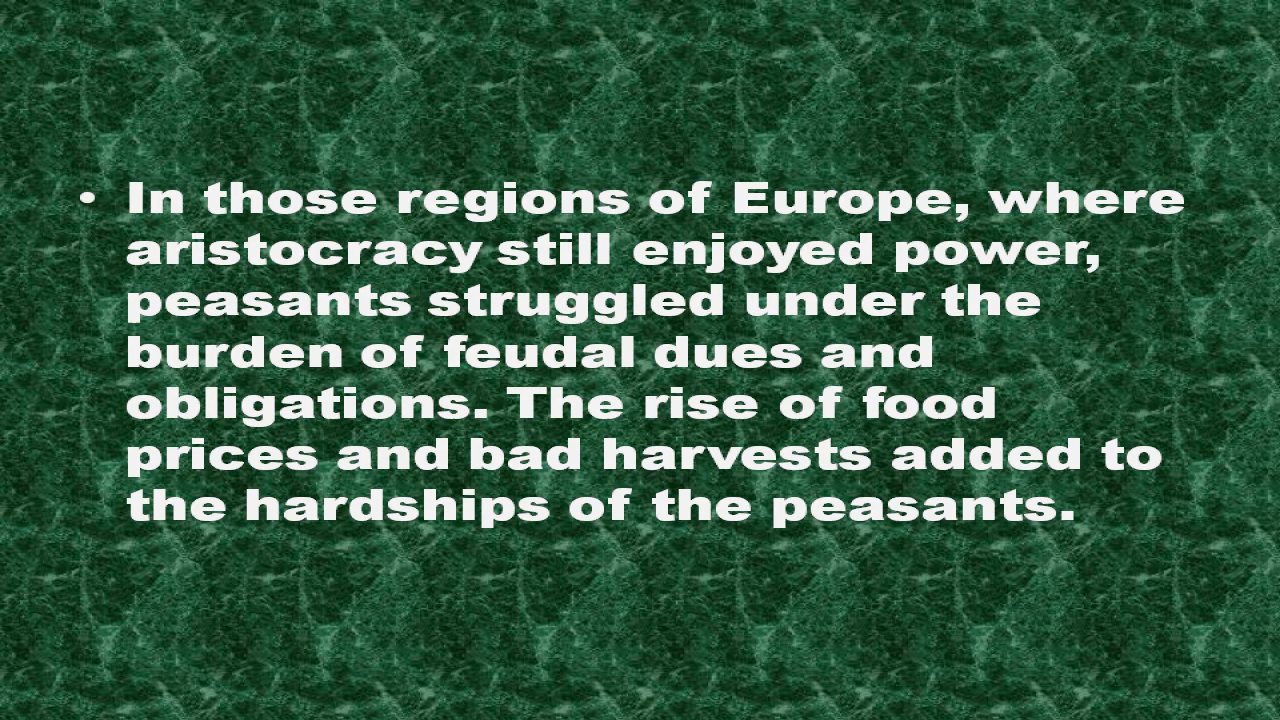 • In those regions of Europe, where
aristocracy still enjoyed power,
peasants struggled under the
burden of feudal dues and
obligations. The rise of food
prices and bad harvests added to
the hardships of the peasants.